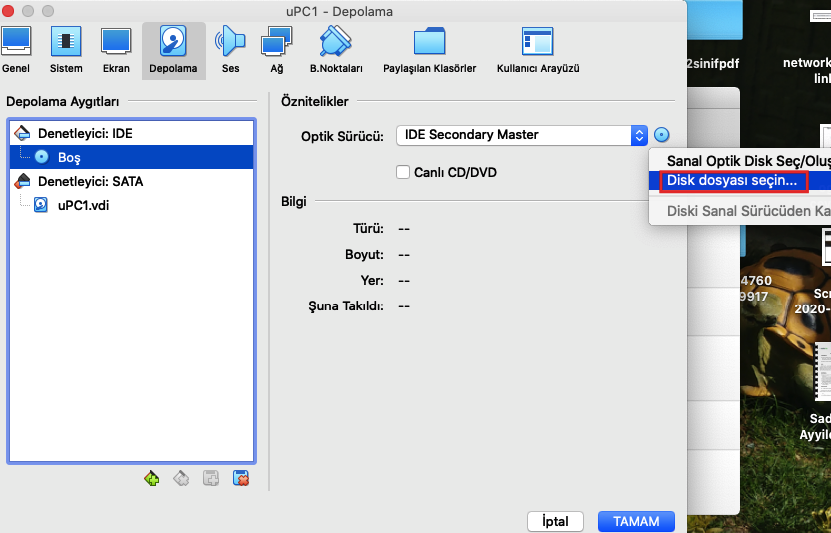 uPC1 - Depolama
Genel
Sistem
Ekran
Depolama
Ses
Ağ
B.Noktaları
Paylaşılan Klasörler
Kullanıcı Arayüzü
Depolama Aygıtları
Denetleyici: IDE
Boş
Denetleyici: SATA
uPC1.vdi
Öznitelikler
Optik Sürücü:
IDE Secondary Master
Canlı CD/DVD
Bilgi
Türü: --
Boyut: --
Yer: --
Şuna Takıldı: --
İptal
TAMAM
Sanal Optik Disk Seç/Oluş
Disk dosyası seçin...
Diski Sanal Sürücüden Ka
2sinifpdf
network
link
4760
9917
Scr
2020-
Sad
Ayyıld